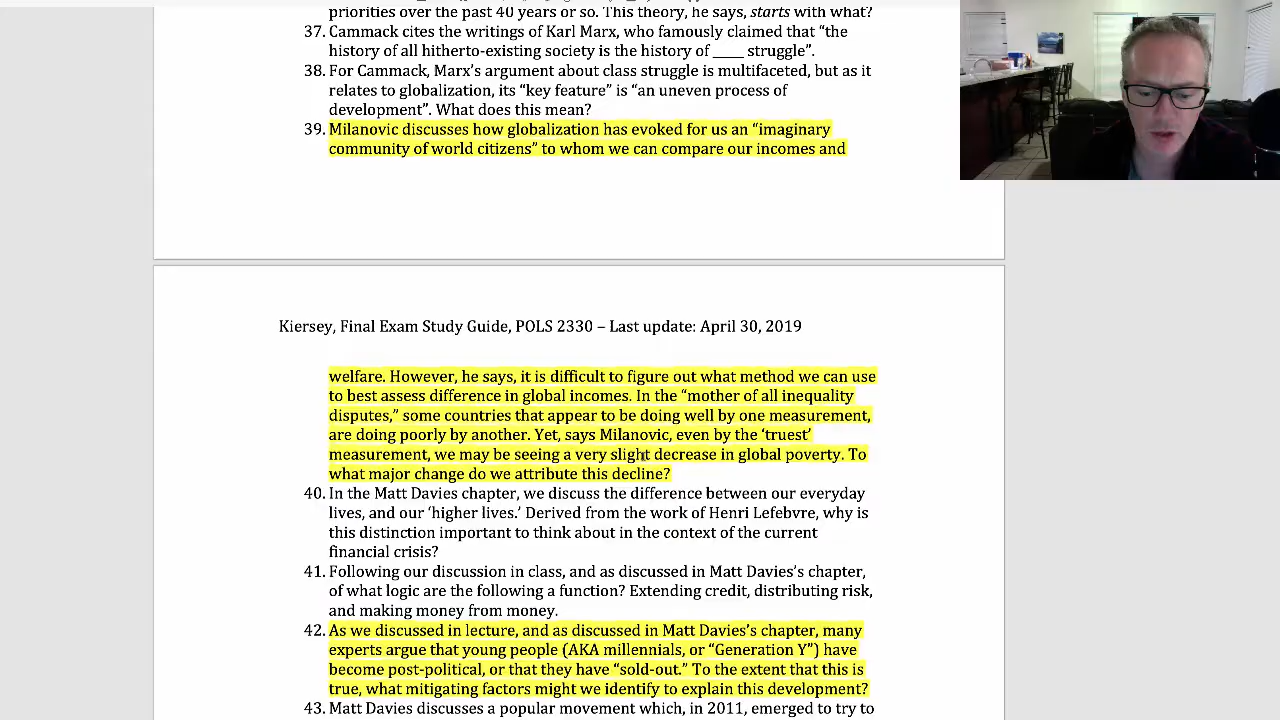 priorities over the past 40 years or so. This theory, he says, starts with what?
37. Cammack cites the writings of Karl Marx, who famously claimed that “the
history of all hitherto-existing society is the history of ____ struggle”.
38. For Cammack, Marx’s argument about class struggle is multifaceted, but as it
relates to globalization, its “key feature” is “an uneven process of
development”. What does this mean?
39. Milanovic discusses how globalization has evoked for us an “imaginary
community of world citizens” to whom we can compare our incomes and
Kiersey, Final Exam Study Guide, POLS 2330 – Last update: April 30, 2019
welfare. However, he says, it is difficult to figure out what method we can use
to best assess difference in global incomes. In the “mother of all inequality
disputes,” some countries that appear to be doing well by one measurement,
are doing poorly by another. Yet, says Milanovic, even by the ‘truest’
measurement, we may be seeing a very slight decrease in global poverty. To
what major change do we attribute this decline?
40. In the Matt Davies chapter, we discuss the difference between our everyday
lives, and our ‘higher lives.’ Derived from the work of Henri Lefebvre, why is
this distinction important to think about in the context of the current
financial crisis?
41. Following our discussion in class, and as discussed in Matt Davies’s chapter,
of what logic are the following a function? Extending credit, distributing risk,
and making money from money.
42. As we discussed in lecture, and as discussed in Matt Davies’s chapter, many
experts argue that young people (AKA millennials, or “Generation Y”) have
become post-political, or that they have “sold-out.” To the extent that this is
true, what mitigating factors might we identify to explain this development?
43. Matt Davies discusses a popular movement which, in 2011, emerged to try to